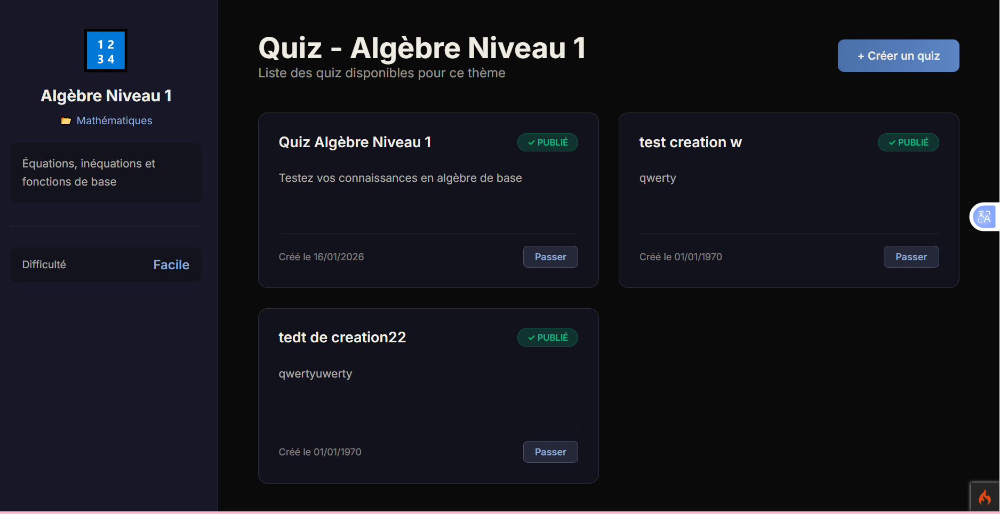 1 2
3 4
Algèbre Niveau 1
Mathématiques
Équations, inéquations et
fonctions de base
Difficulté
Facile
Quiz - Algèbre Niveau 1
Liste des quiz disponibles pour ce thème
+ Créer un quiz
Quiz Algèbre Niveau 1
✓ PUBLIÉ
Testez vos connaissances en algèbre de base
Créé le 16/01/2026
Passer
test creation w
✓ PUBLIÉ
qwerty
Créé le 01/01/1970
Passer
tedt de creation22
✓ PUBLIÉ
qwertyuwerty
Créé le 01/01/1970
Passer
文A